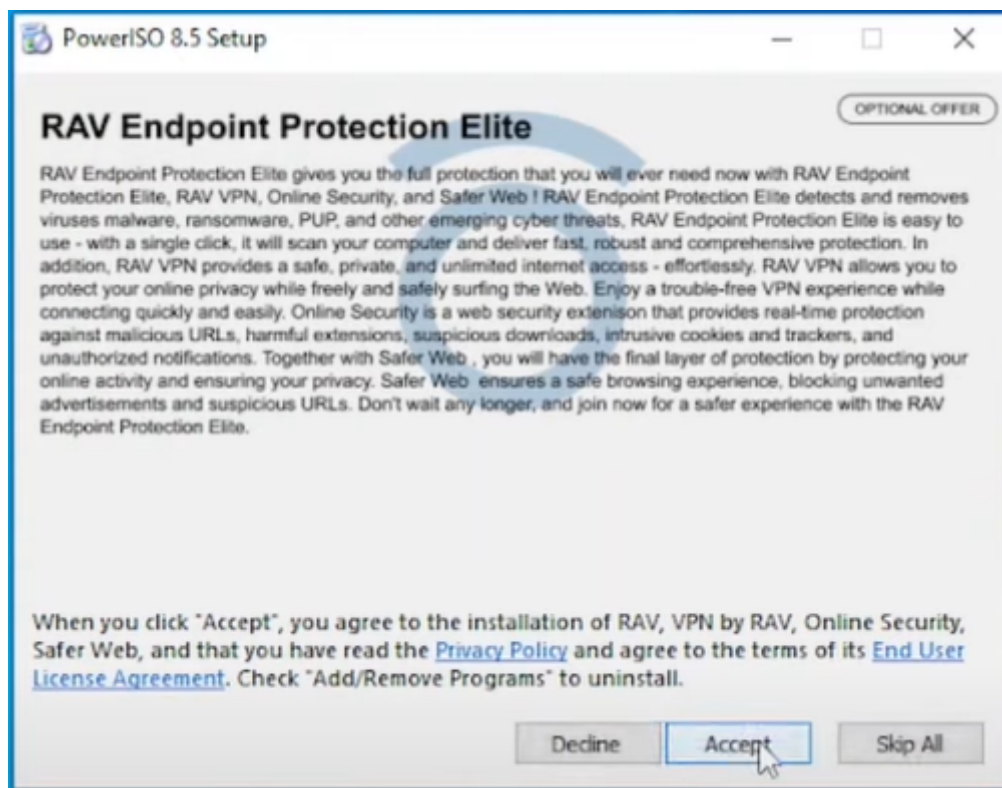 PowerISO 8.5 Setup
OPTIONAL OFFER
RAV Endpoint Protection Elite
RAV Endpoint Protection Elite gives you the full protection that you will ever need now with RAV Endpoint
Protection Elite, RAV VPN, Online Security, and Safer Web ! RAV Endpoint Protection Elite detects and removes
viruses malware, ransomware, PUP, and other emerging cyber threats, RAV Endpoint Protection Elite is easy to
use - with a single click, it will scan your computer and deliver fast, robust and comprehensive protection. In
addition, RAV VPN provides a safe, private, and unlimited internet access - effortlessly. RAV VPN allows you to
protect your online privacy while freely and safely surfing the Web. Enjoy a trouble-free VPN experience while
connecting quickly and easily. Online Security is a web security extenison that provides real-time protection
against malicious URLs, harmful extensions, suspicious downloads, intrusive cookies and trackers, and
unauthorized notifications. Together with Safer Web , you will have the final layer of protection by protecting your
online activity and ensuring your privacy. Safer Web ensures a safe browsing experience, blocking unwanted
advertisements and suspicious URLs. Don't wait any longer, and join now for a safer experience with the RAV
Endpoint Protection Elite.
When you click "Accept", you agree to the installation of RAV, VPN by RAV, Online Security,
Safer Web, and that you have read the Privacy Policy and agree to the terms of its End User
License Agreement. Check "Add/Remove Programs" to uninstall.
Decline
Accept
Skip All